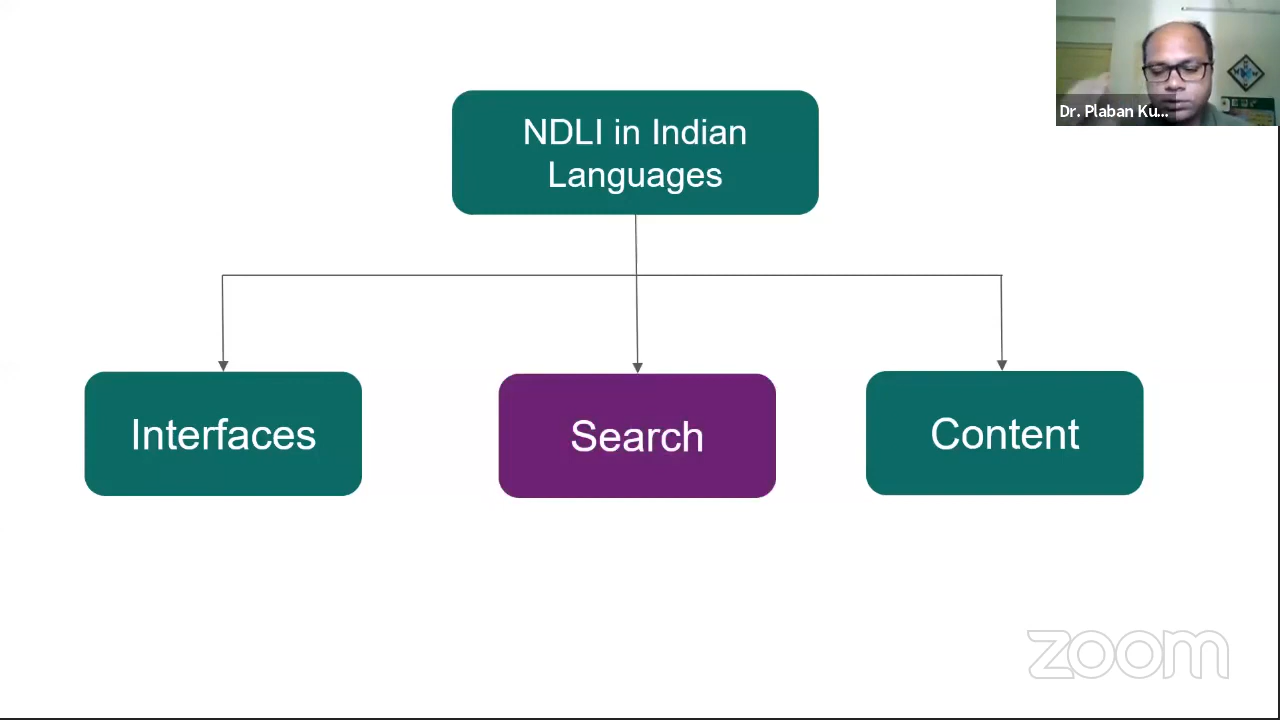 Dr. Plaban Ku...
NDLI in Indian
Languages
Interfaces
Search
Content
zoom